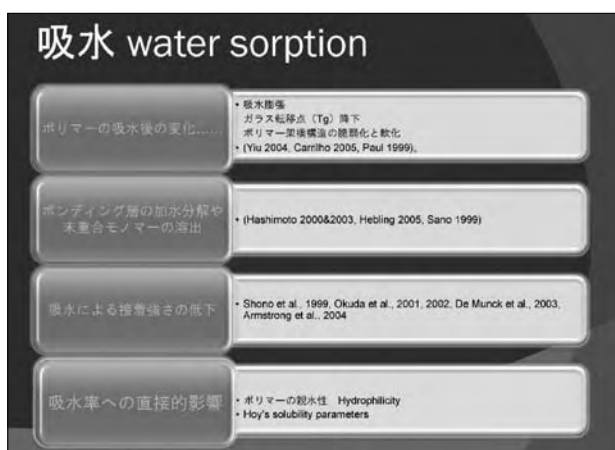 吸水 water sorption
ポリマーの吸水後の変化……
• 吸水膨張
ガラス転移点（Tg）降下
ポリマー架橋構造の脆弱化と軟化
• (Yiu 2004, Carrilho 2005, Paul 1999)。
ボンディング層の加水分解や
未重合モノマーの溶出
• (Hashimoto 2000&2003, Hebling 2005, Sano 1999)
吸水による接着強さの低下
• Shono et al., 1999, Okuda et al., 2001, 2002, De Munck et al., 2003,
Armstrong et al., 2004
吸水率への直接的影響
• ポリマーの親水性 Hydrophilicity
• Hoy's solubility parameters